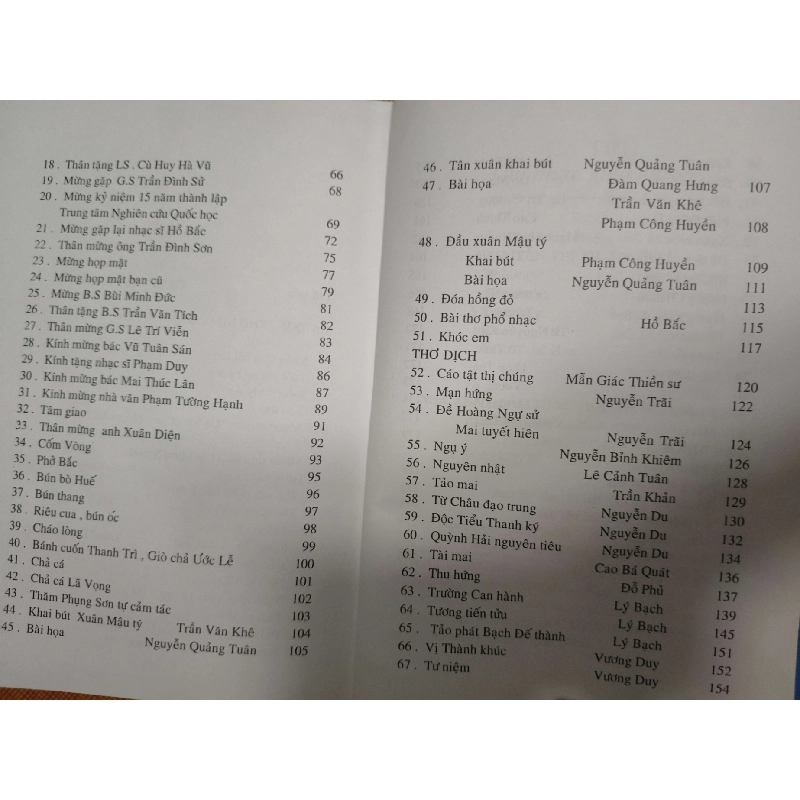 18 . Thân tặng LS . Cù Huy Hà Vũ 66
19 . Mừng gặp G.S Trần Đình Sử 68
20 . Mừng kỷ niệm 15 năm thành lập
Trung tâm Nghiên cứu Quốc học 69
21 . Mừng gặp lại nhạc sĩ Hồ Bắc 72
22 . Thân mừng ông Trần Đình Sơn 75
23 . Mừng họp mặt 77
24 . Mừng họp mặt bạn cũ 79
25 . Mừng B.S Bùi Minh Đức 81
26 . Thân tặng B.S Trần Văn Tích 82
27 . Thân mừng G.S Lê Trí Viễn 83
28 . Kính mừng bác Vũ Tuân Sán 84
29 . Kính tặng nhạc sĩ Phạm Duy 86
30 . Kính mừng bác Mai Thúc Lân 87
31 . Kính mừng nhà văn Phạm Tường Hạnh 89
32 . Tâm giao 91
33 . Thân mừng anh Xuân Diện 92
34 . Cốm Vòng 93
35 . Phở Bắc 95
36 . Bún bò Huế 96
37 . Bún thang 97
38 . Riêu cua , bún ốc 98
39 . Cháo lòng 99
40 . Bánh cuốn Thanh Trì , Giò chả Ước Lễ 100
41 . Chả cá 101
42 . Chả cá Lã Vọng 102
43 . Thăm Phụng Sơn tự cảm tác 103
44 . Khai bút Xuân Mậu tý Trần Văn Khê 104
45 . Bài họa Nguyễn Quảng Tuân 105
46 . Tân xuân khai bút Nguyễn Quảng Tuân 107
47 . Bài họa Đàm Quang Hưng
Trần Văn Khê 108
Phạm Công Huyền
48 . Đầu xuân Mậu tý
Khai bút Phạm Công Huyền 109
Bài họa Nguyễn Quảng Tuân 111
49 . Đóa hồng đỏ 113
50 . Bài thơ phổ nhạc Hồ Bắc 115
51 . Khóc em 117
THƠ DỊCH
52 . Cáo tật thị chúng Mẫn Giác Thiền sư 120
53 . Mạn hứng Nguyễn Trãi 122
54 . Đề Hoàng Ngự sử
Mai tuyết hiên Nguyễn Trãi 124
55 . Ngụ ý Nguyễn Bỉnh Khiêm 126
56 . Nguyên nhật Lê Cảnh Tuân 128
57 . Tảo mai Trần Khản 129
58 . Từ Châu đạo trung Nguyễn Du 130
59 . Độc Tiểu Thanh ký Nguyễn Du 132
60 . Quỳnh Hải nguyên tiêu Nguyễn Du 134
61 . Tài mai Cao Bá Quát 136
62 . Thu hứng Đỗ Phủ 137
63 . Trường Can hành Lý Bạch 139
64 . Tương tiến tửu Lý Bạch 145
65 . Tảo phát Bạch Đế thành Lý Bạch 151
66 . Vị Thành khúc Vương Duy 152
67 . Tư niệm Vương Duy 154